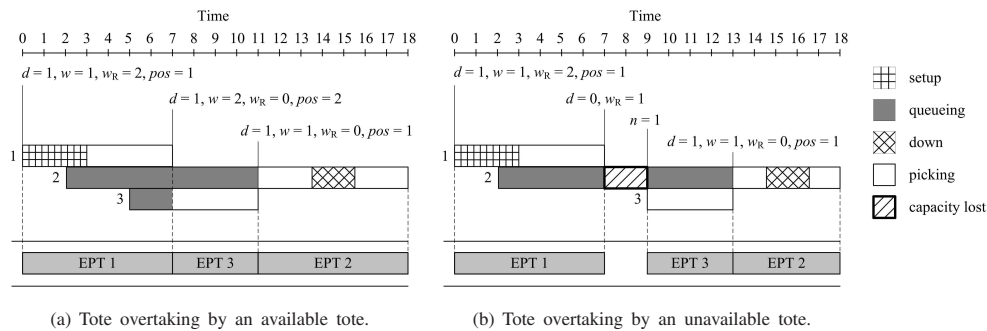 Time
0 1 2 3 4 5 6 7 8 9 10 11 12 13 14 15 16 17 18
d = 1, w = 1, wR = 2, pos = 1
d = 1, w = 2, wR = 0, pos = 2
d = 1, w = 1, wR = 0, pos = 1
1
2
3
EPT 1 EPT 3 EPT 2
(a) Tote overtaking by an available tote.
Time
0 1 2 3 4 5 6 7 8 9 10 11 12 13 14 15 16 17 18
d = 1, w = 1, wR = 2, pos = 1
d = 0, wR = 1
n = 1
d = 1, w = 1, wR = 0, pos = 1
1
2
3
EPT 1 EPT 3 EPT 2
(b) Tote overtaking by an unavailable tote.
setup
queueing
down
picking
capacity lost